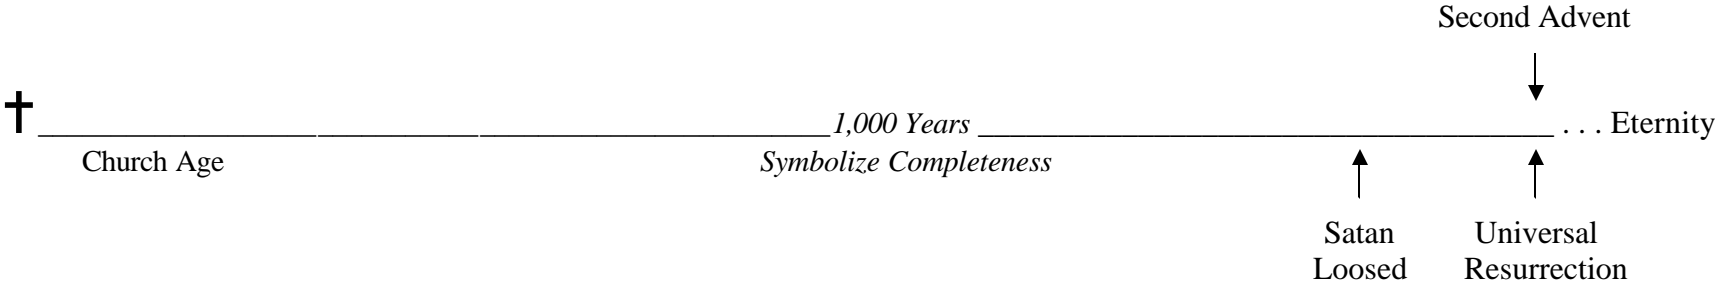 Second Advent
1,000 Years ... Eternity
Church Age Symbolize Completeness
Satan Universal
Loosed Resurrection